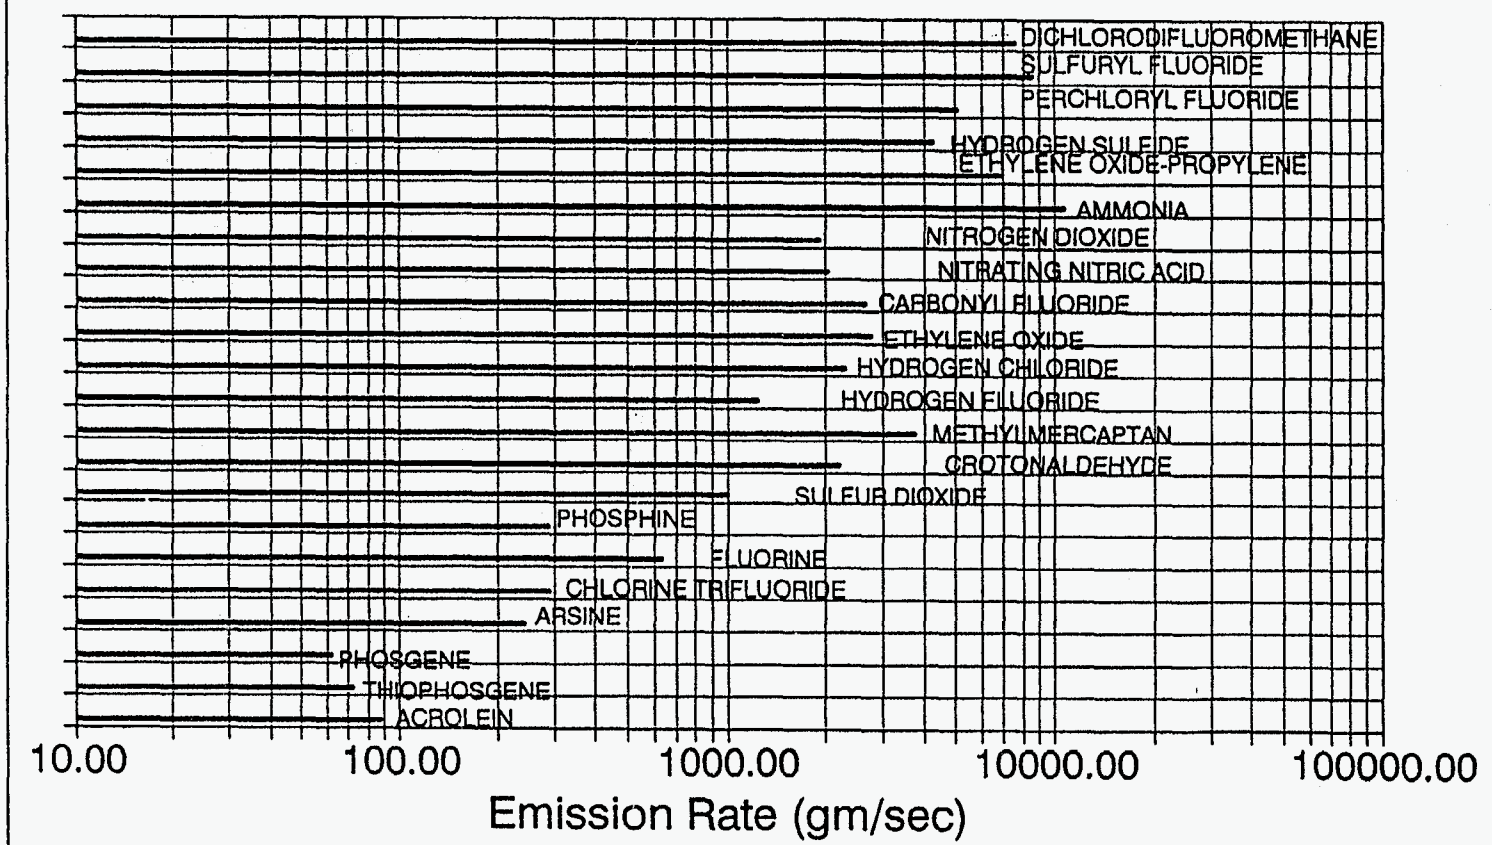 DICHLORODIFLUOROMETHANE
SULFURYL FLUORIDE
PERCHLORYL FLUORIDE
HYDROGEN SULFIDE
ETHYLENE OXIDE-PROPYLENE
AMMONIA
NITROGEN DIOXIDE
NITRATING NITRIC ACID
CARBONYL FLUORIDE
ETHYLENE OXIDE
HYDROGEN CHLORIDE
HYDROGEN FLUORIDE
METHYLMERCAPTAN
CROTONALDEHYDE
SULFUR DIOXIDE
PHOSPHINE
FLUORINE
CHLORINE TRIFLUORIDE
ARSINE
PHOSGENE
THIOPHOSGENE
ACROLEIN
10.00 100.00 1000.00 10000.00 100000.00
Emission Rate (gm/sec)